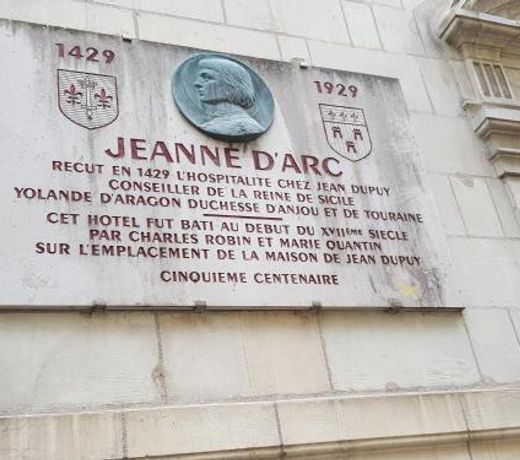 1429
1929
JEANNE D'ARC
RECUT EN 1429 L'HOSPITALITE CHEZ JEAN DUPUY
CONSEILLER DE LA REINE DE SICILE
YOLANDE D'ARAGON DUCHESSE D'ANJOU ET DE TOURAINE
CET HOTEL FUT BATI AU DEBUT DU XVIIÈME SIECLE
PAR CHARLES ROBIN ET MARIE QUANTIN
SUR L'EMPLACEMENT DE LA MAISON DE JEAN DUPUY
CINQUIEME CENTENAIRE